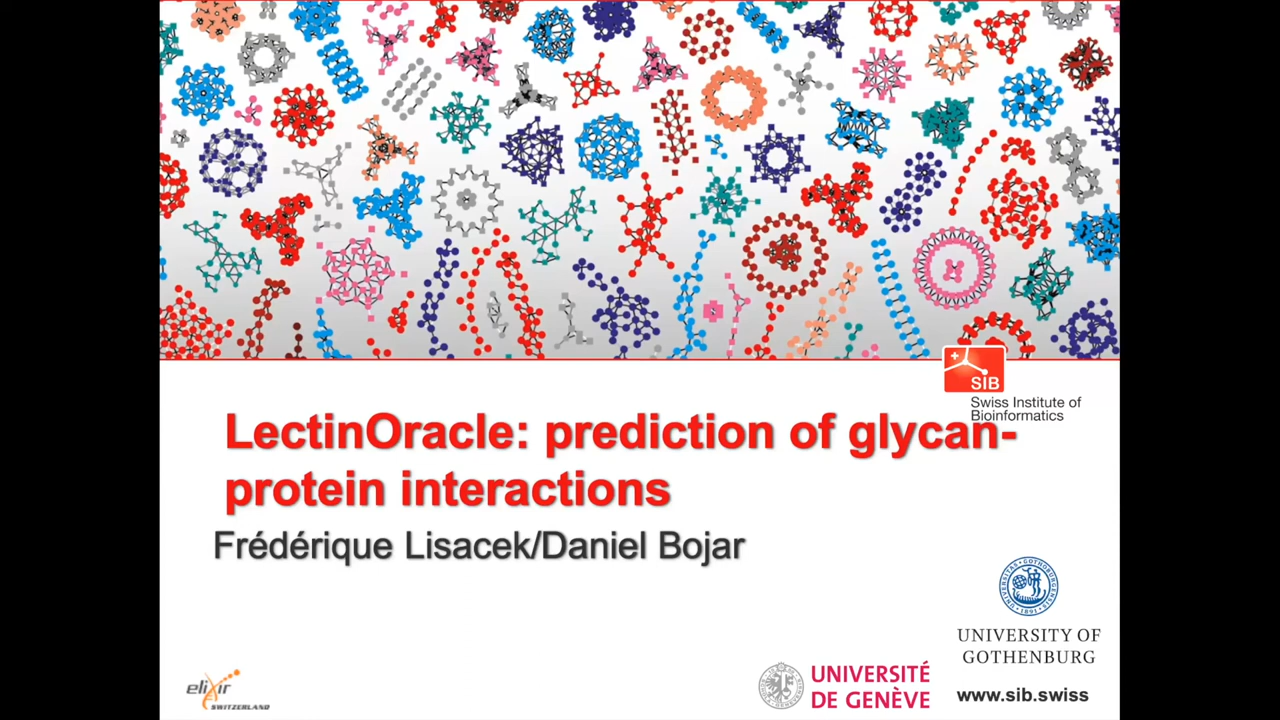 SIB
Swiss Institute of
Bioinformatics
LectinOracle: prediction of glycan-
protein interactions
Frédérique Lisacek/Daniel Bojar
UNIVERSITY OF
GOTHENBURG
elixir
SWITZERLAND
UNIVERSITÉ
DE GENÈVE
www.sib.swiss